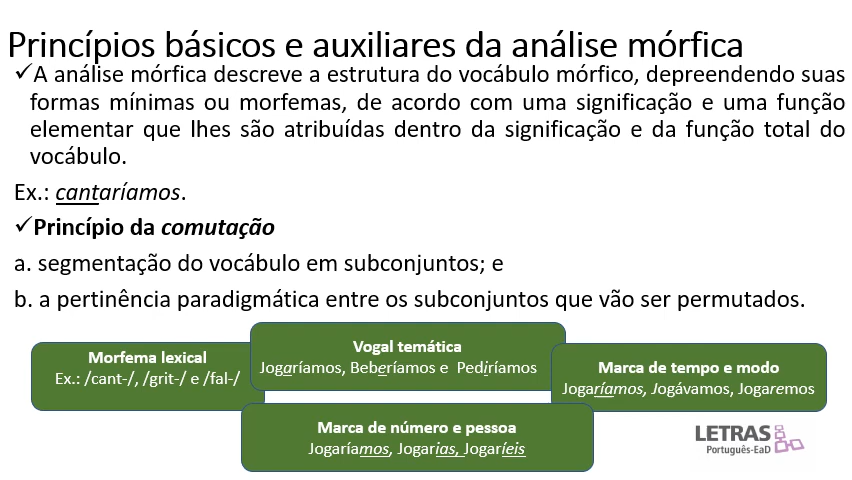 Princípios básicos e auxiliares da análise mórfica
✓A análise mórfica descreve a estrutura do vocábulo mórfico, depreendendo suas
formas mínimas ou morfemas, de acordo com uma significação e uma função
elementar que lhes são atribuídas dentro da significação e da função total do
vocábulo.
Ex.: cantaríamos.
✓Princípio da comutação
a. segmentação do vocábulo em subconjuntos; e
b. a pertinência paradigmática entre os subconjuntos que vão ser permutados.
Morfema lexical
Ex.: /cant-/, /grit-/ e /fal-/
Vogal temática
Jogaríamos, Beberíamos e Pediríamos
Marca de tempo e modo
Jogaríamos, Jogávamos, Jogaremos
Marca de número e pessoa
Jogaríamos, Jogarias, Jogaríeis
LETRAS
Português-EaD